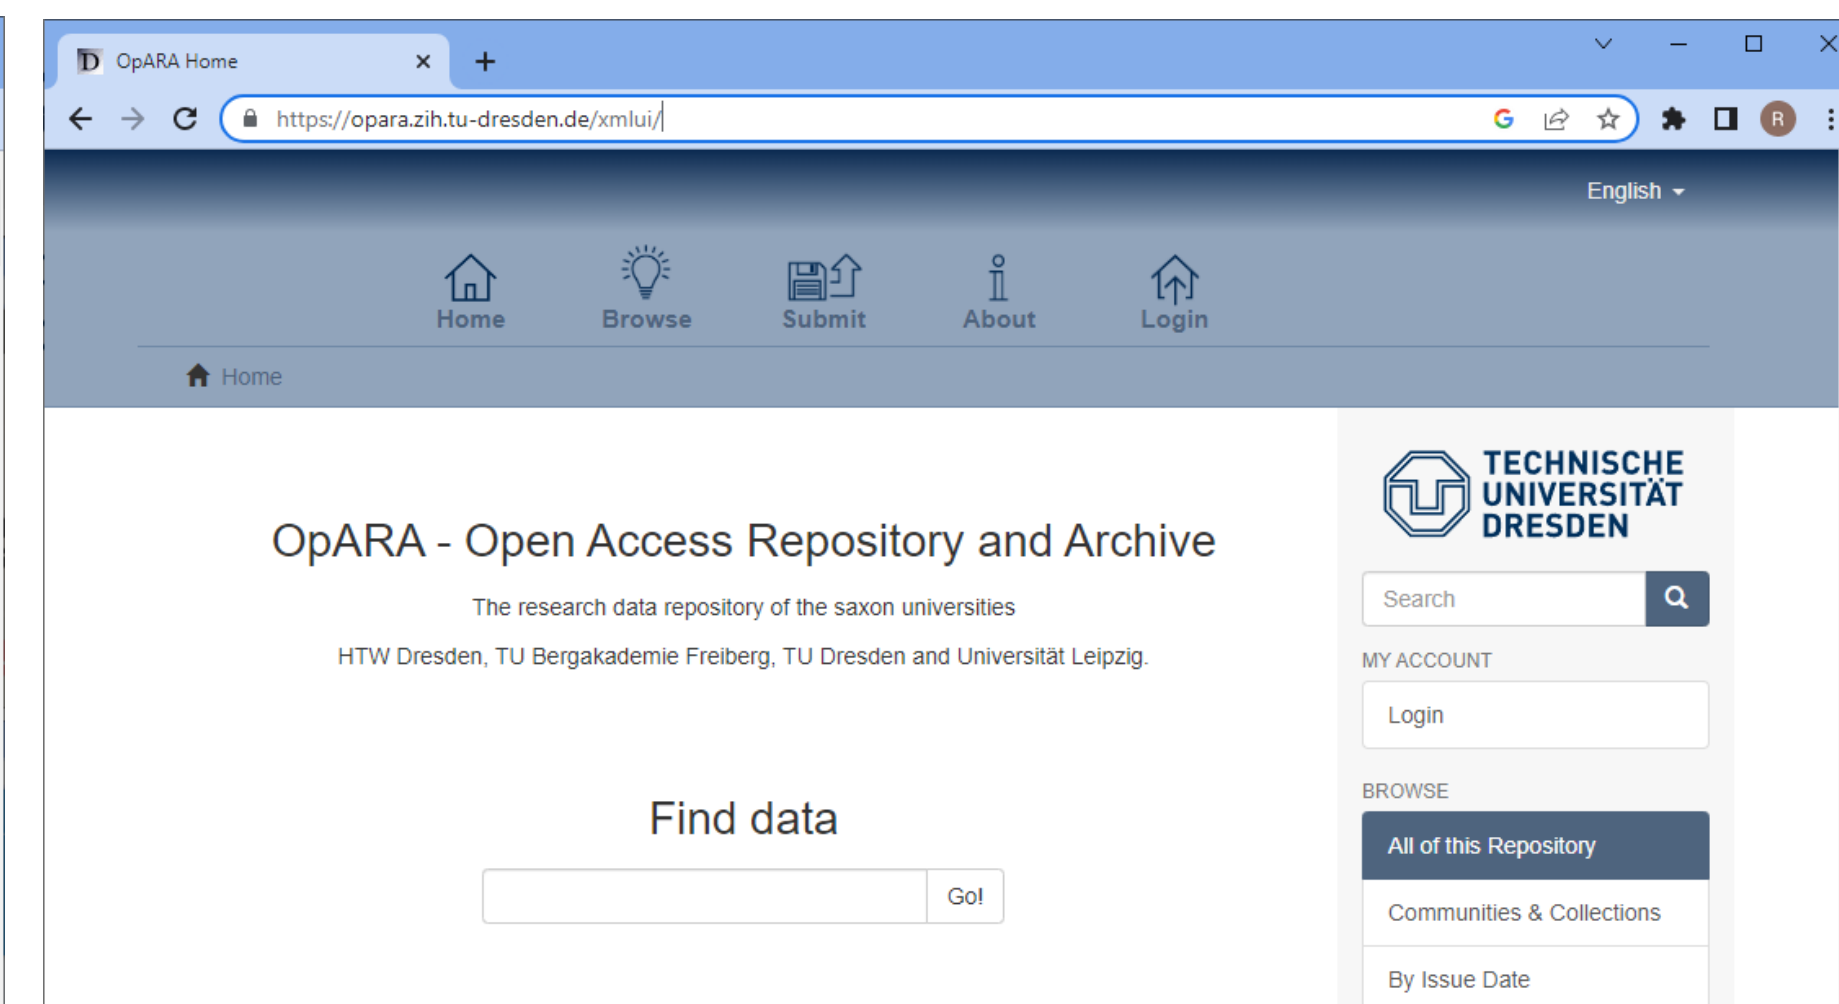 OpARA Home
https://opara.zih.tu-dresden.de/xmlui/
G
R
English
Home
Browse
Submit
About
Login
Home
TECHNISCHE
UNIVERSITÄT
DRESDEN
OpARA - Open Access Repository and Archive
The research data repository of the saxon universities
HTW Dresden, TU Bergakademie Freiberg, TU Dresden and Universität Leipzig.
Find data
Go!
Search
MY ACCOUNT
Login
BROWSE
All of this Repository
Communities & Collections
By Issue Date